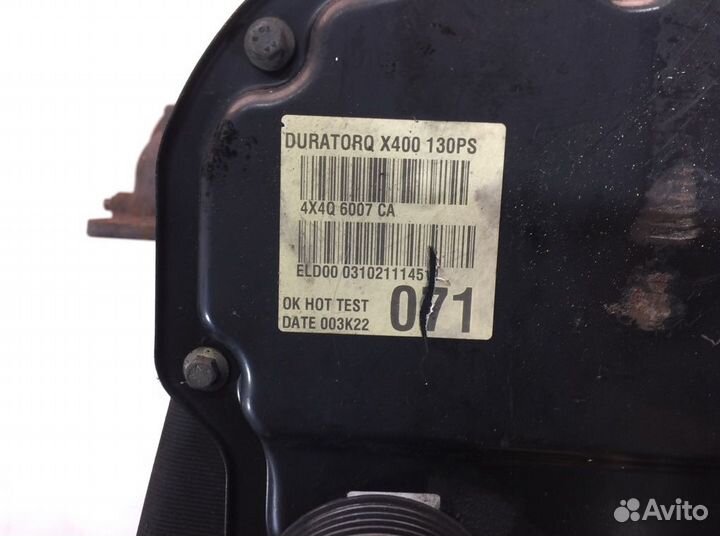 DURATORQ X400 130PS
4X4Q 6007 CA
ELD00 03102111451
OK HOT TEST 071
DATE 003K22
Avito